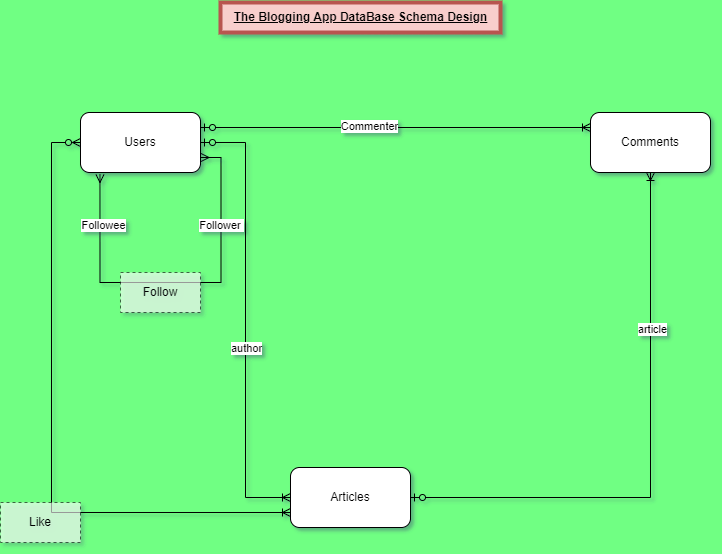 The Blogging App DataBase Schema Design
Commenter
Users
Comments
Followee
Follower
Follow
author
article
Articles
Like